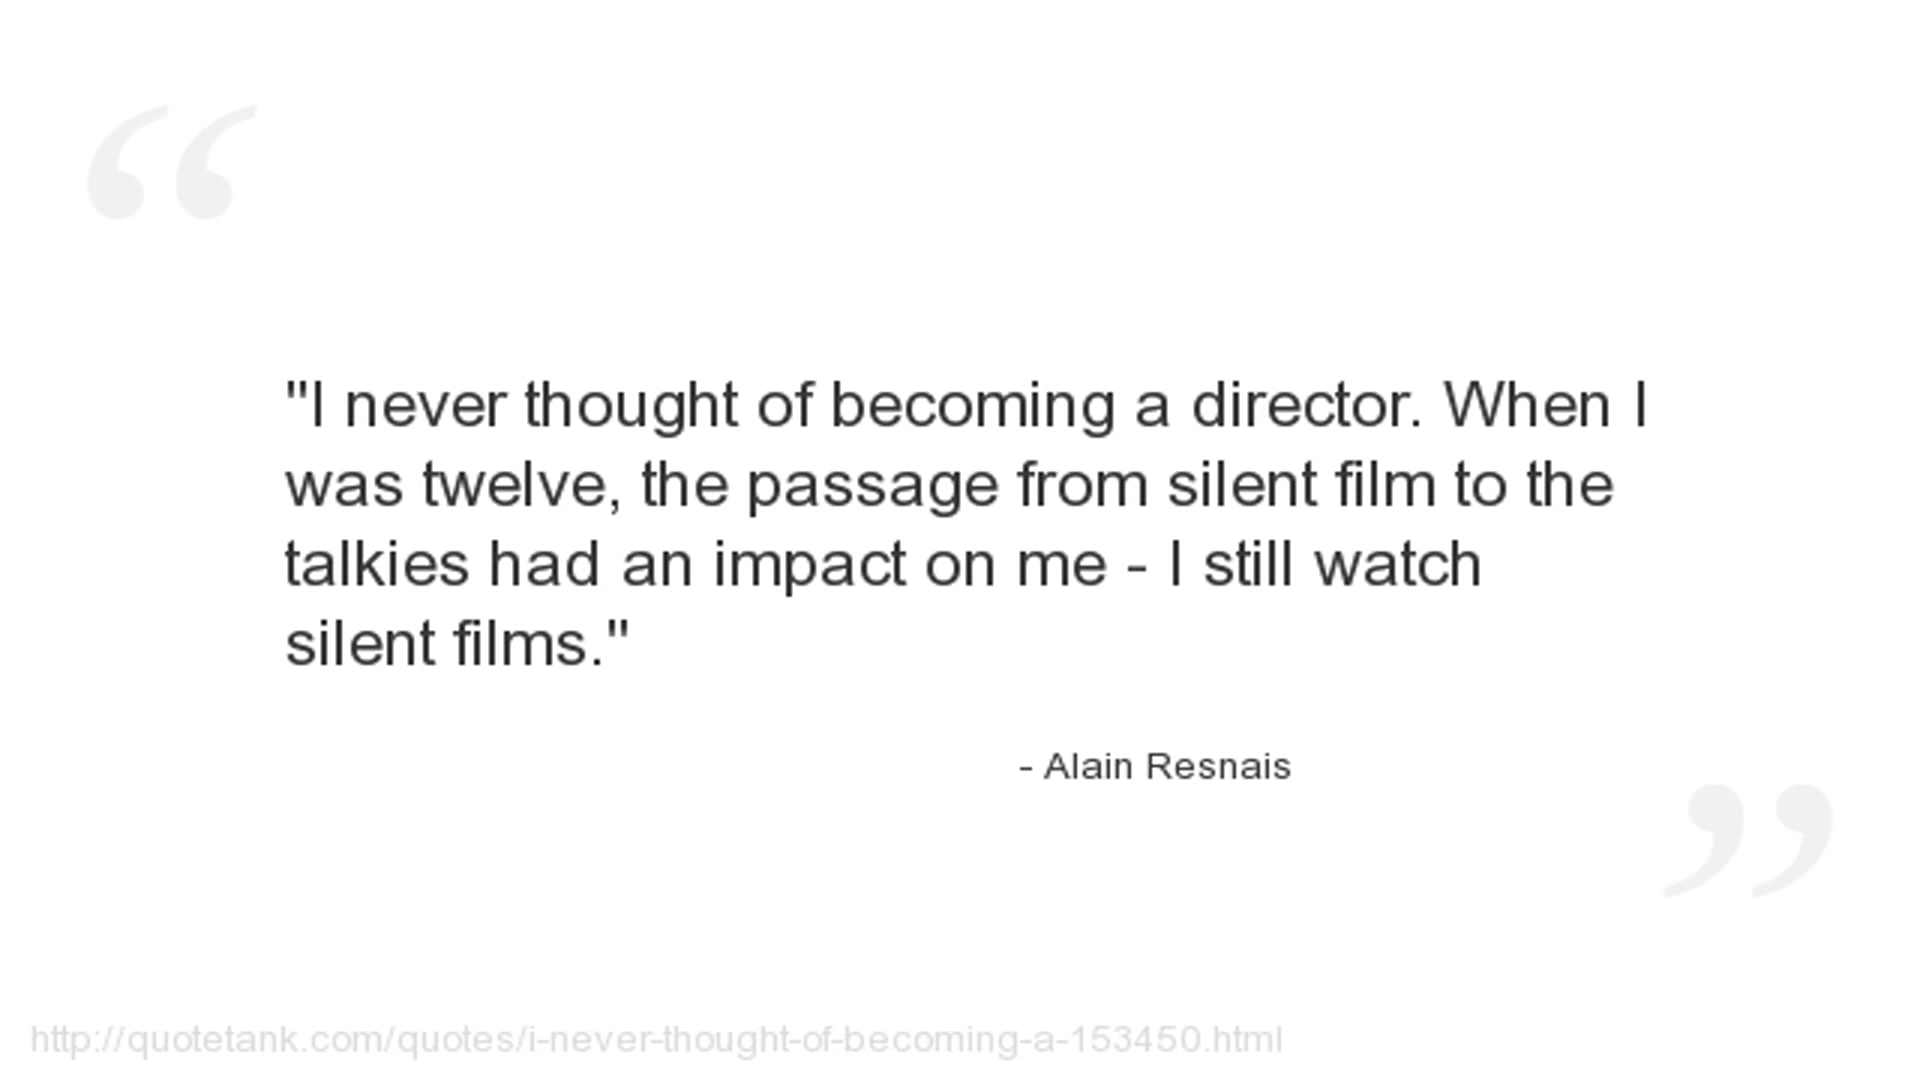 "I never thought of becoming a director. When I
was twelve, the passage from silent film to the
talkies had an impact on me - I still watch
silent films."
- Alain Resnais
http://quotetank.com/quotes/i-never-thought-of-becoming-a-153450.html